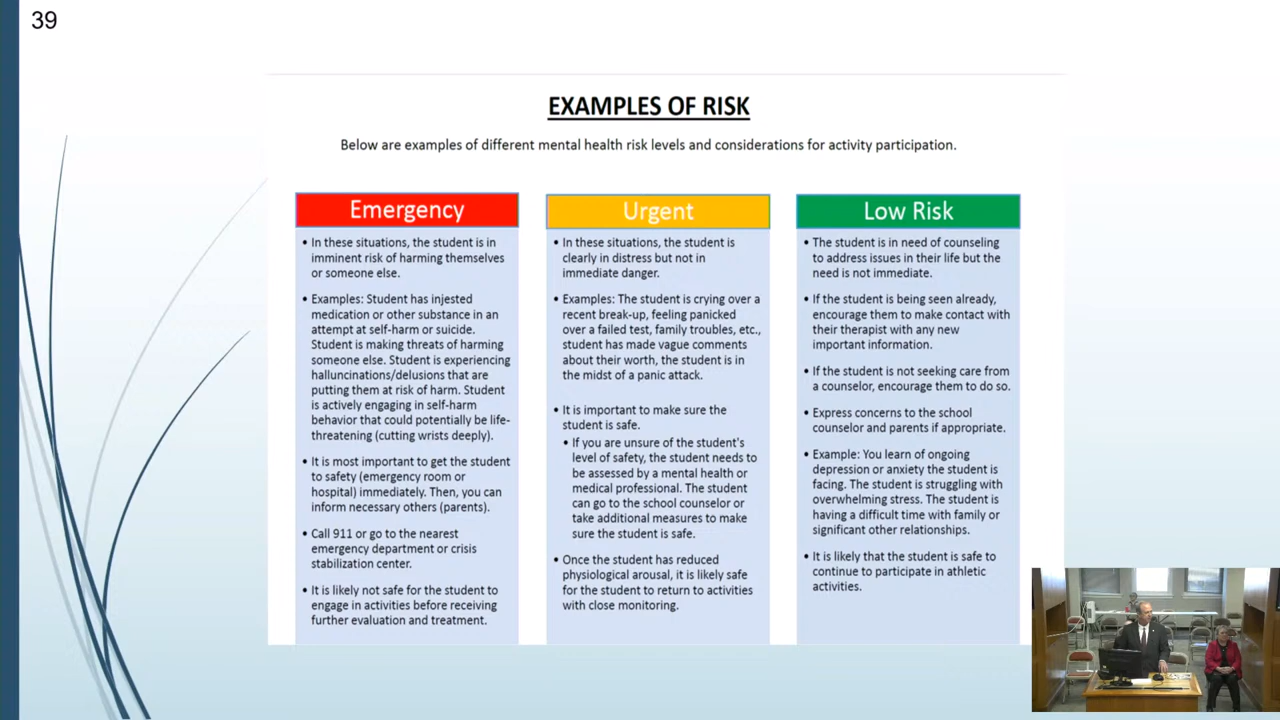 39
EXAMPLES OF RISK
Below are examples of different mental health risk levels and considerations for activity participation.
Emergency
• In these situations, the student is in
imminent risk of harming themselves
or someone else.
• Examples: Student has injested
medication or other substance in an
attempt at self-harm or suicide.
Student is making threats of harming
someone else. Student is experiencing
halluncinations/delusions that are
putting them at risk of harm. Student
is actively engaging in self-harm
behavior that could potentially be life-
threatening (cutting wrists deeply).
• It is most important to get the student
to safety (emergency room or
hospital) immediately. Then, you can
inform necessary others (parents).
• Call 911 or go to the nearest
emergency department or crisis
stabilization center.
• It is likely not safe for the student to
engage in activities before receiving
further evaluation and treatment.
Urgent
• In these situations, the student is
clearly in distress but not in
immediate danger.
• Examples: The student is crying over a
recent break-up, feeling panicked
over a failed test, family troubles, etc.,
student has made vague comments
about their worth, the student is in
the midst of a panic attack.
• It is important to make sure the
student is safe.
• If you are unsure of the student's
level of safety, the student needs to
be assessed by a mental health or
medical professional. The student
can go to the school counselor or
take additional measures to make
sure the student is safe.
• Once the student has reduced
physiological arousal, it is likely safe
for the student to return to activities
with close monitoring.
Low Risk
• The student is in need of counseling
to address issues in their life but the
need is not immediate.
• If the student is being seen already,
encourage them to make contact with
their therapist with any new
important information.
• If the student is not seeking care from
a counselor, encourage them to do so.
• Express concerns to the school
counselor and parents if appropriate.
• Example: You learn of ongoing
depression or anxiety the student is
facing. The student is struggling with
overwhelming stress. The student is
having a difficult time with family or
significant other relationships.
• It is likely that the student is safe to
continue to participate in athletic
activities.